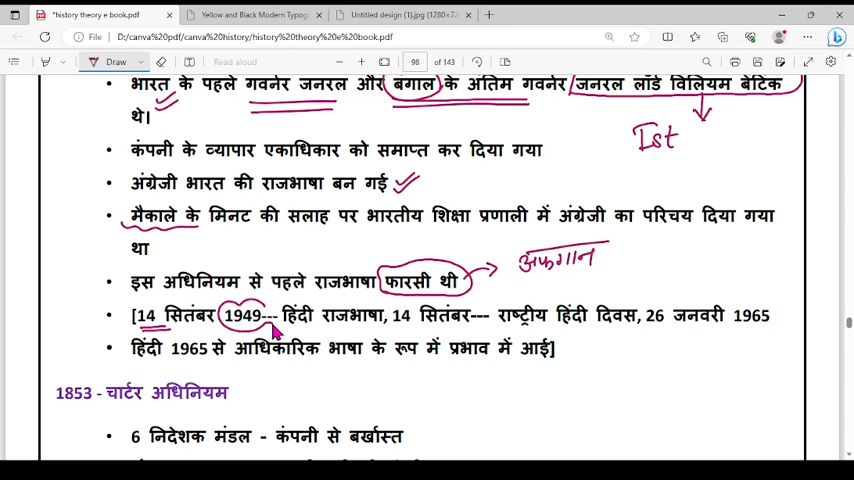 *history theory e book.pdf
Yellow and Black Modern Typogr
Untitled design (1).jpg (1280×72
File
D:/canva%20pdf/canva%20history/history%20theory%20e%20book.pdf
Draw
98 of 143
भारत के पहले गवर्नर जनरल और बंगाल के अंतिम गवर्नर जनरल लॉर्ड विलियम बेंटिक
थे।
Ist
कंपनी के व्यापार एकाधिकार को समाप्त कर दिया गया
अंग्रेजी भारत की राजभाषा बन गई
मैकाले के मिनट की सलाह पर भारतीय शिक्षा प्रणाली में अंग्रेजी का परिचय दिया गया
था
इस अधिनियम से पहले राजभाषा फारसी थी
अफगान
[14 सितंबर 1949--- हिंदी राजभाषा, 14 सितंबर--- राष्ट्रीय हिंदी दिवस, 26 जनवरी 1965
हिंदी 1965 से आधिकारिक भाषा के रूप में प्रभाव में आई]
1853 - चार्टर अधिनियम
6 निदेशक मंडल - कंपनी से बर्खास्त